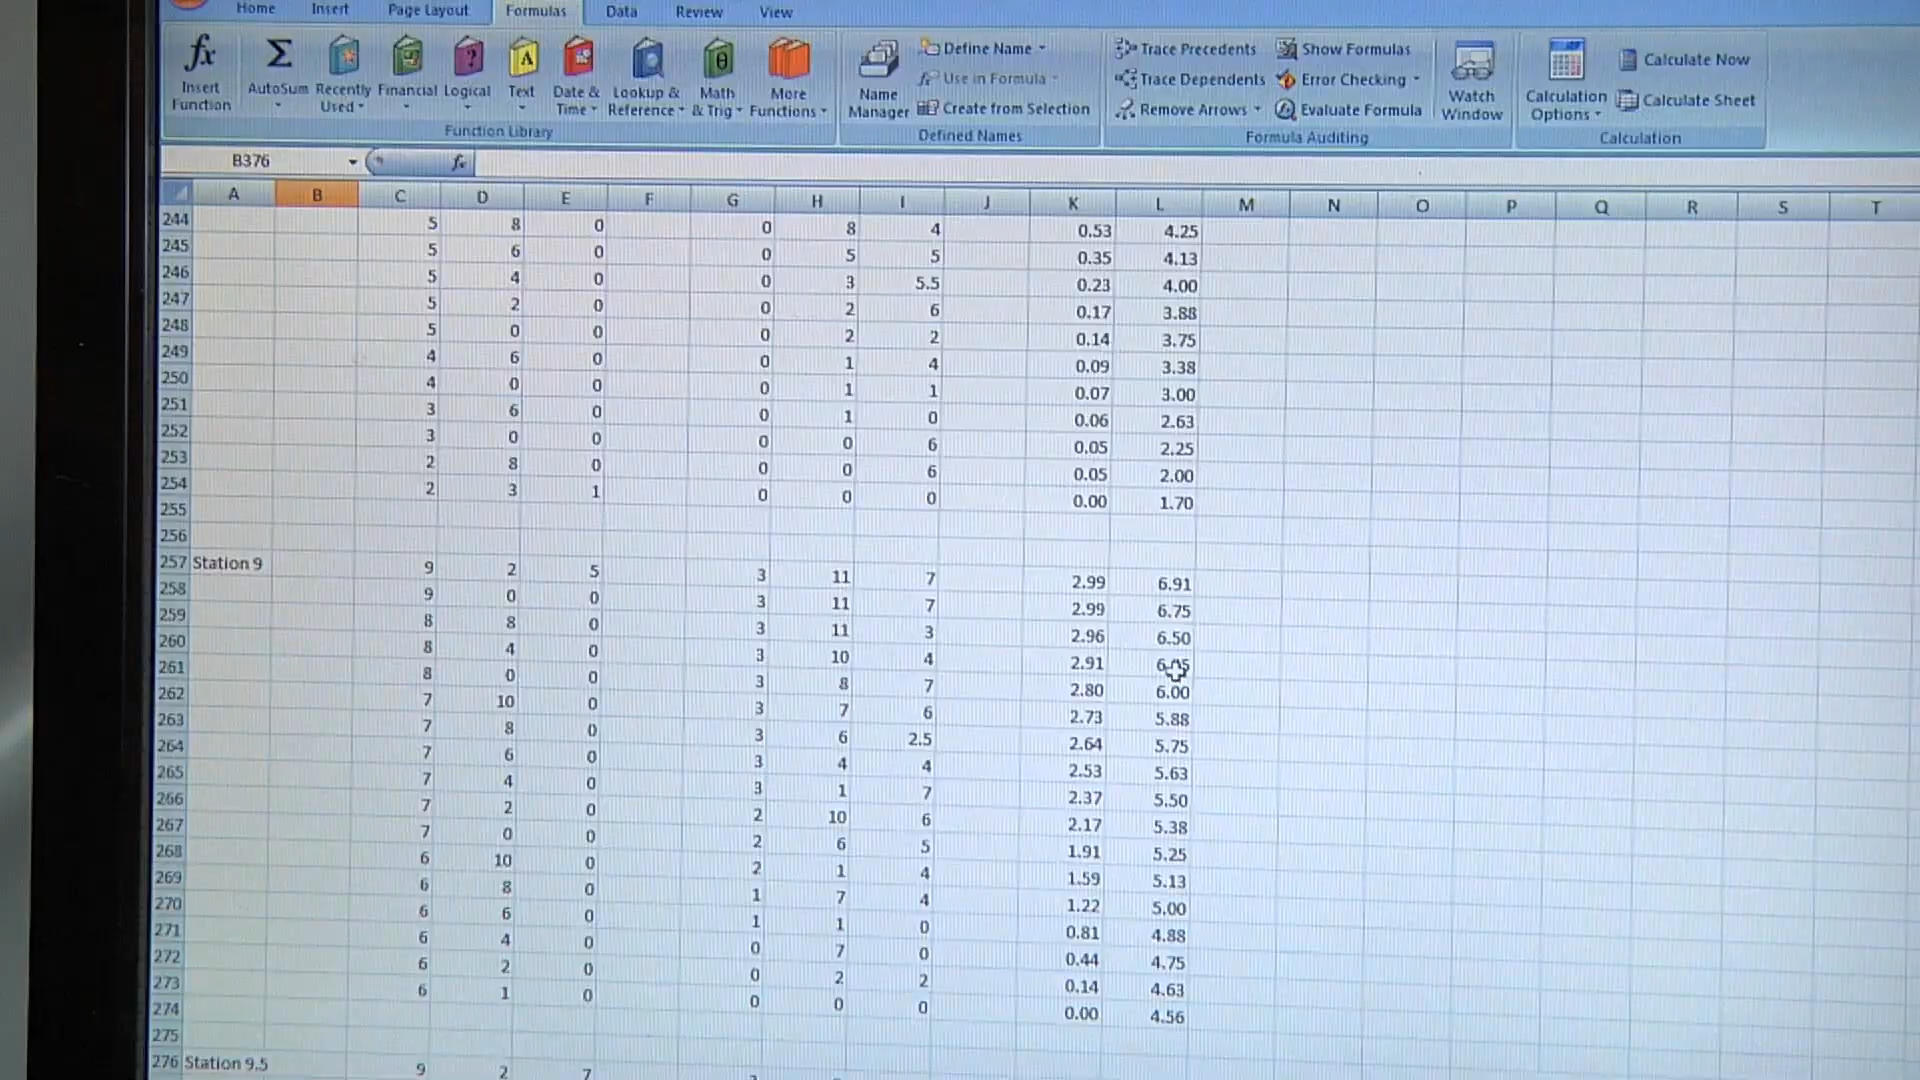 Home Insert Page Layout Formulas Data Review View
fx Insert Function Σ AutoSum Recently Used Financial Logical Text Date & Time Lookup & Reference Math & Trig More Functions
Name Manager Define Name Use in Formula Create from Selection
Trace Precedents Trace Dependents Remove Arrows Show Formulas Error Checking Evaluate Formula Watch Window
Calculation Options Calculate Now Calculate Sheet
Function Library Defined Names Formula Auditing Calculation
B376 fx
A B C D E F G H I J K L M N O P Q R S T
244 5 8 0 0 8 4 0.53 4.25
245 5 6 0 0 5 5 0.35 4.13
246 5 4 0 0 3 5.5 0.23 4.00
247 5 2 0 0 2 6 0.17 3.88
248 5 0 0 0 2 2 0.14 3.75
249 4 6 0 0 1 4 0.09 3.38
250 4 0 0 0 1 1 0.07 3.00
251 3 6 0 0 1 0 0.06 2.63
252 3 0 0 0 0 6 0.05 2.25
253 2 8 0 0 0 6 0.05 2.00
254 2 3 1 0 0 0 0.00 1.70
255
256
257 Station 9 9 2 5 3 11 7 2.99 6.91
258 9 0 0 3 11 7 2.99 6.75
259 8 8 0 3 11 3 2.96 6.50
260 8 4 0 3 10 4 2.91
261 8 0 0 3 8 7 2.80 6.00
262 7 10 0 3 7 6 2.73 5.88
263 7 8 0 3 6 2.5 2.64 5.75
264 7 6 0 3 4 4 2.53 5.63
265 7 4 0 3 1 7 2.37 5.50
266 7 2 0 2 10 6 2.17 5.38
267 7 0 0 2 6 5 1.91 5.25
268 6 10 0 2 1 4 1.59 5.13
269 6 8 0 1 7 4 1.22 5.00
270 6 6 0 1 1 0 0.81 4.88
271 6 4 0 0 7 0 0.44 4.75
272 6 2 0 0 2 2 0.14 4.63
273 6 1 0 0 0 0 0.00 4.56
274
275
276 Station 9.5 9 2 7